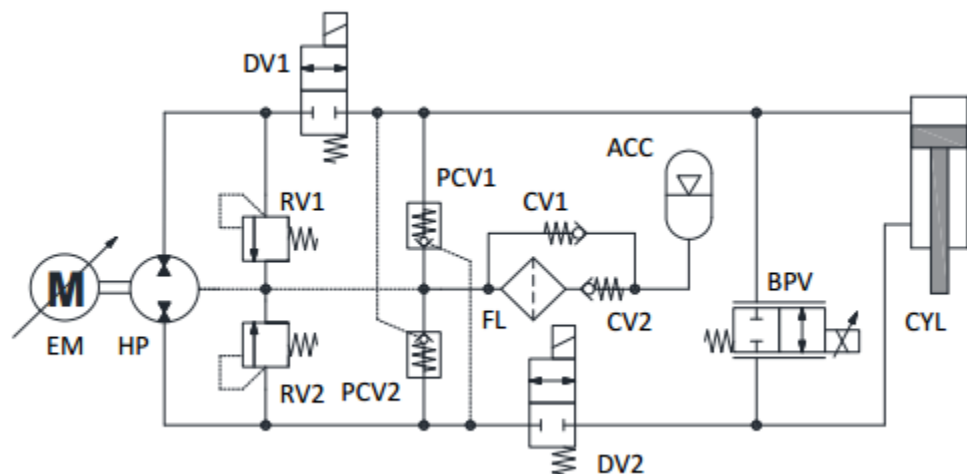 DV1
ACC
PCV1
CV1
RV1
M
BPV
EM
HP
FL
CV2
CYL
RV2
PCV2
DV2